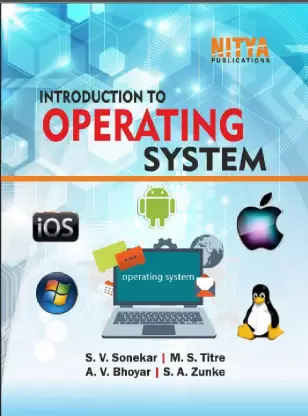 NITYA
PUBLICATIONS
INTRODUCTION TO
OPERATING
SYSTEM
iOS
operating system
S. V. Sonekar | M. S. Titre
A. V. Bhoyar | S. A. Zunke